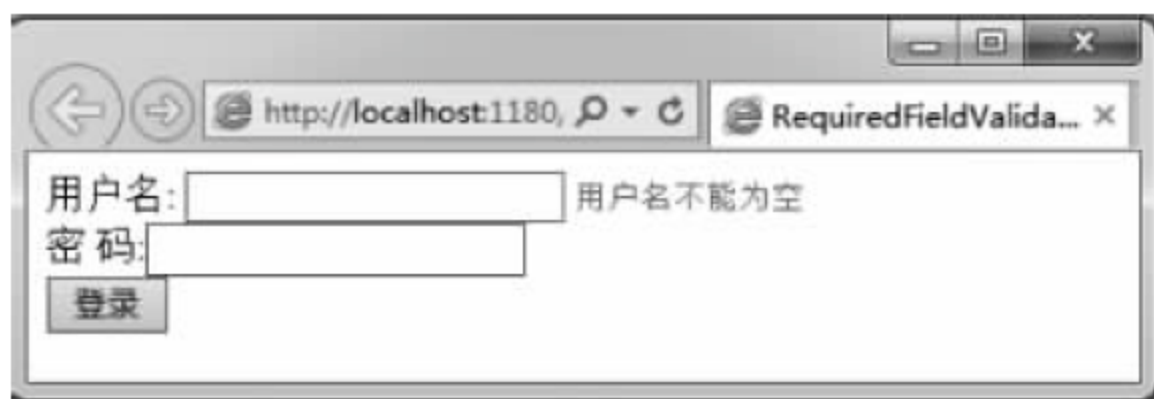 http://localhost:1180, RequiredFieldValida...
用户名: 用户名不能为空
密 码:
登录